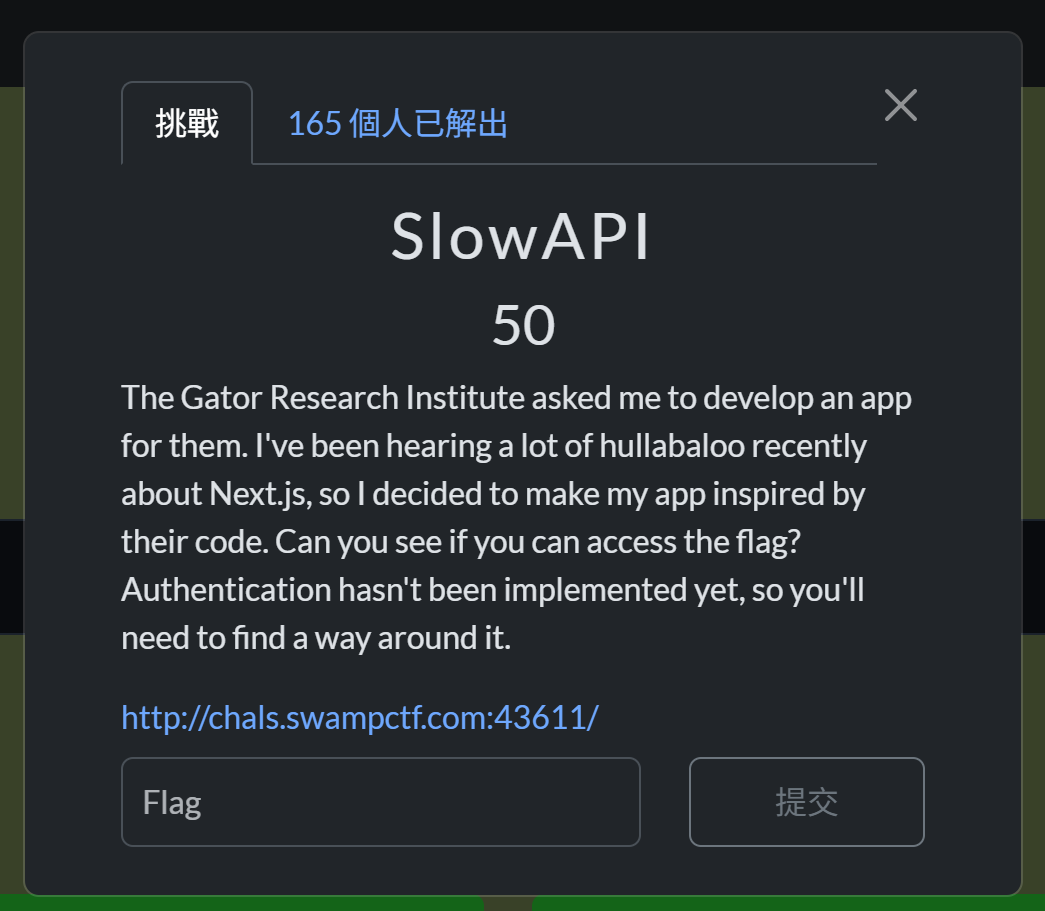 挑戰
165 個人已解出
SlowAPI
50
The Gator Research Institute asked me to develop an app
for them. I've been hearing a lot of hullabaloo recently
about Next.js, so I decided to make my app inspired by
their code. Can you see if you can access the flag?
Authentication hasn't been implemented yet, so you'll
need to find a way around it.
http://chals.swampctf.com:43611/
Flag
提交